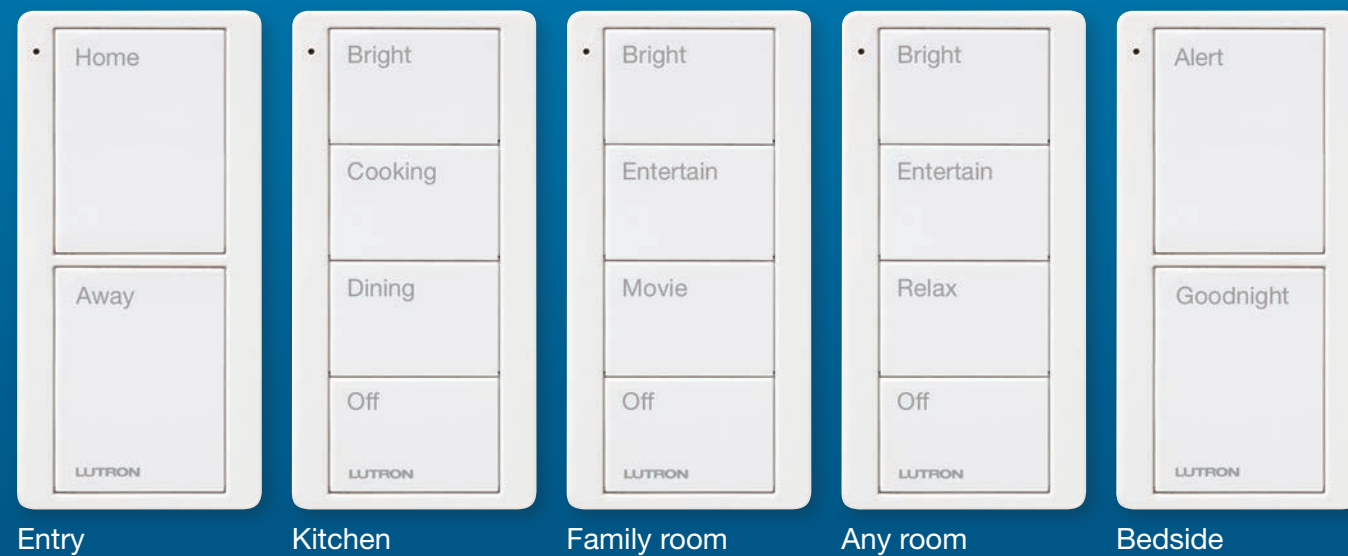 Home
Away
LUTRON
Entry
Bright
Cooking
Dining
Off
LUTRON
Kitchen
Bright
Entertain
Movie
Off
LUTRON
Family room
Bright
Entertain
Relax
Off
LUTRON
Any room
Alert
Goodnight
LUTRON
Bedside